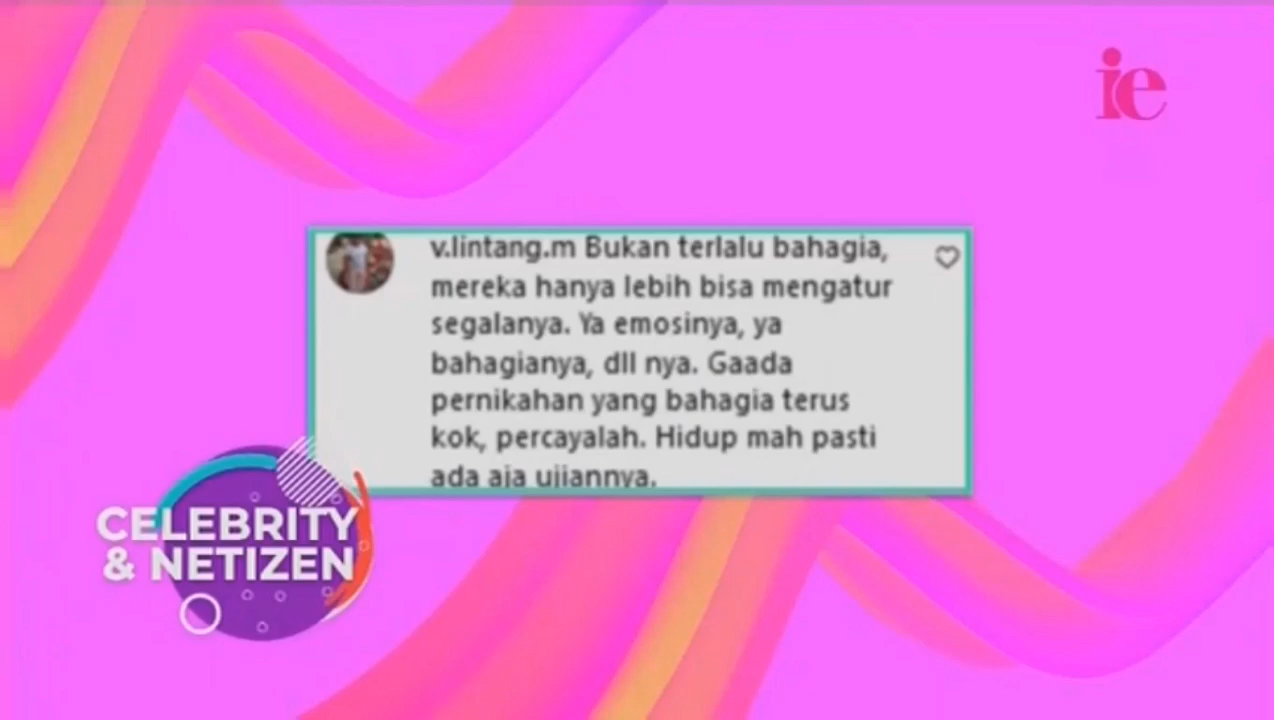 ie
v.lintang.m Bukan terlalu bahagia,
mereka hanya lebih bisa mengatur
segalanya. Ya emosinya, ya
bahagianya, dll nya. Gaada
pernikahan yang bahagia terus
kok, percayalah. Hidup mah pasti
ada aja ujiannya.
CELEBRITY
& NETIZEN